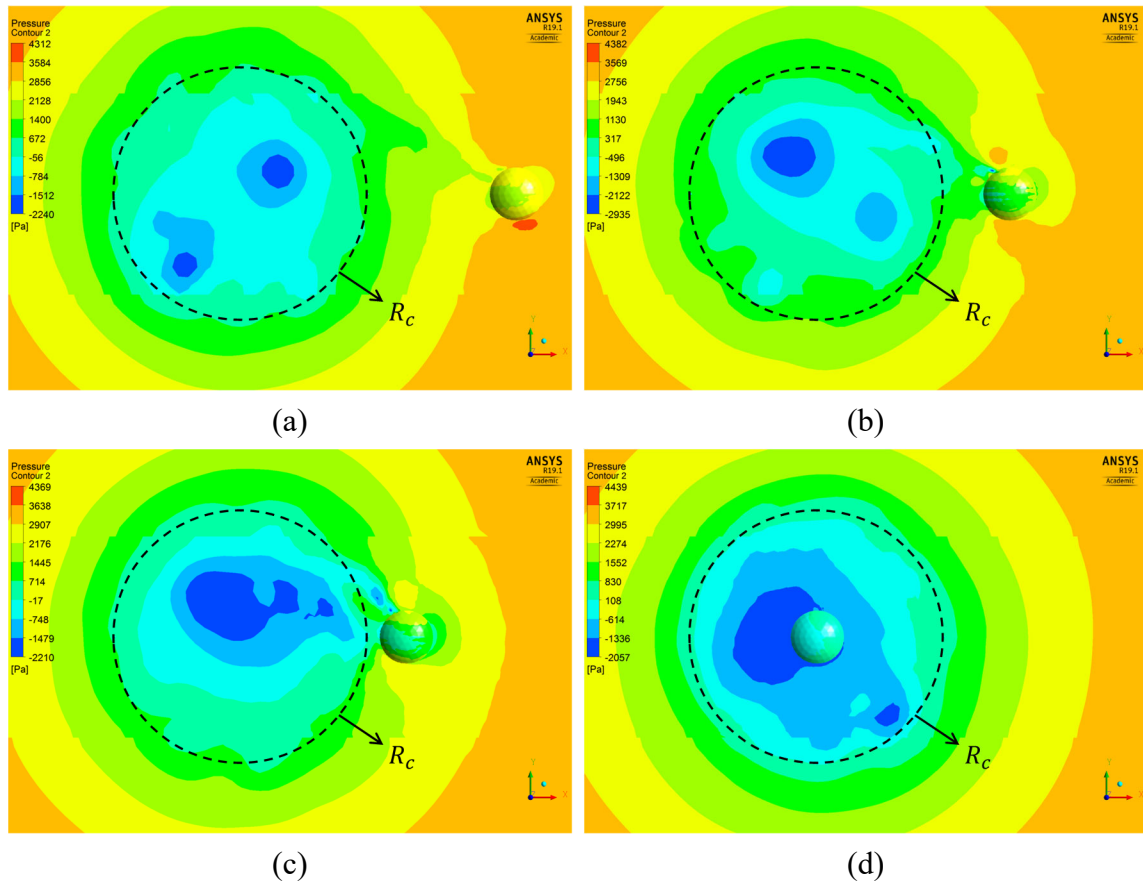 Pressure
Contour 2
4312
3584
2856
2128
1400
672
-56
-784
-1512
-2240
[Pa]
ANSYS
R19.1
Academic
R_c
Y
X
Z
(a)
Pressure
Contour 2
4382
3569
2756
1943
1130
317
-496
-1309
-2122
-2935
[Pa]
ANSYS
R19.1
Academic
R_c
Y
X
Z
(b)
Pressure
Contour 2
4369
3638
2907
2176
1445
714
-17
-748
-1479
-2210
[Pa]
ANSYS
R19.1
Academic
R_c
Y
X
Z
(c)
Pressure
Contour 2
4439
3717
2995
2274
1552
830
108
-614
-1336
-2057
[Pa]
ANSYS
R19.1
Academic
R_c
Y
X
Z
(d)